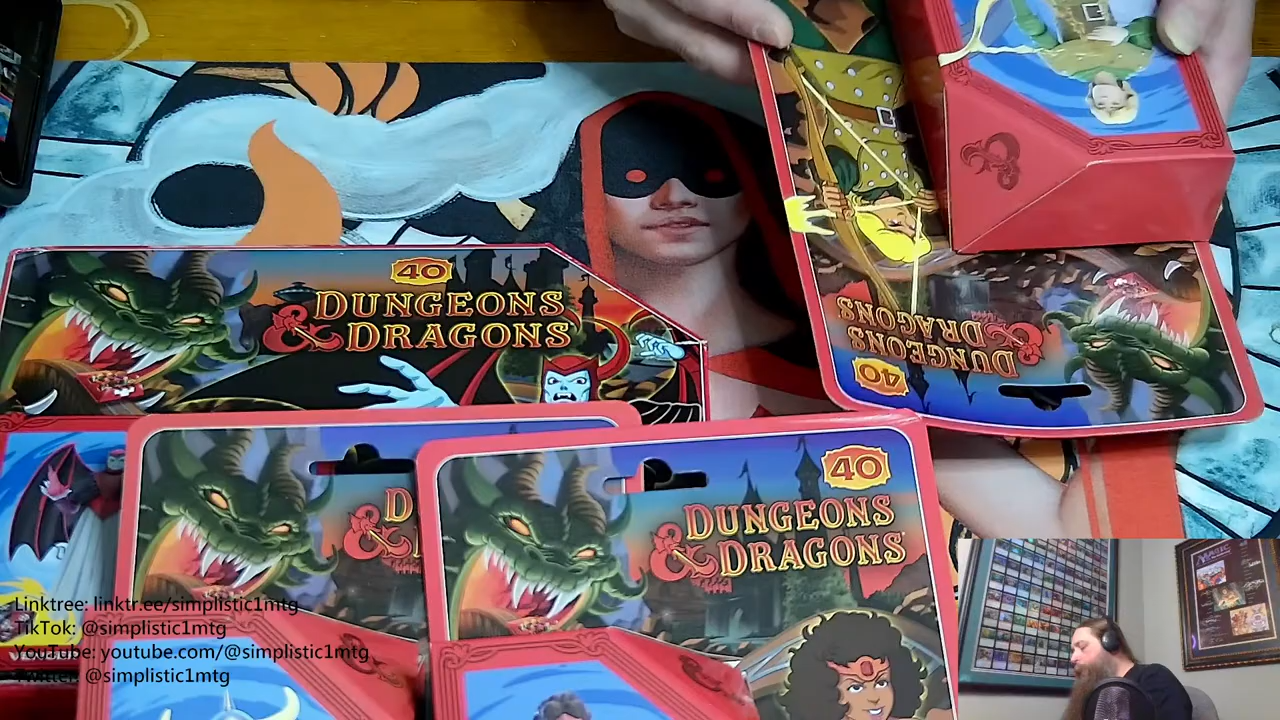 40
DUNGEONS
& DRAGONS
DUNGEONS
& DRAGONS
40
D
&
40
DUNGEONS
& DRAGONS
Linktree: linktr.ee/simplistic1mtg
TikTok: @simplistic1mtg
YouTube: youtube.com/@simplistic1mtg
Twitter: @simplistic1mtg
MAGIC